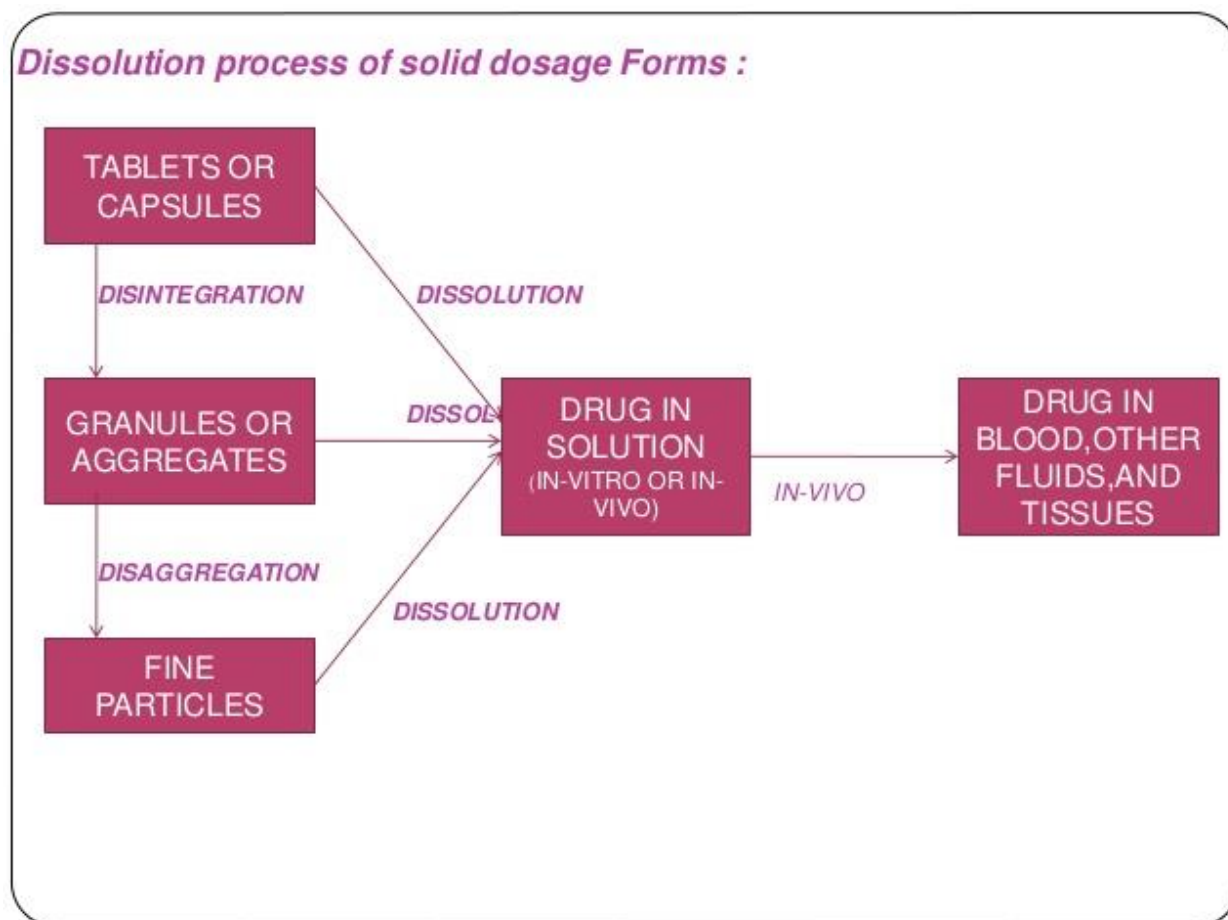 Dissolution process of solid dosage Forms :
TABLETS OR
CAPSULES
DISINTEGRATION
DISSOLUTION
GRANULES OR
AGGREGATES
DISSOL
DRUG IN
SOLUTION
(IN-VITRO OR IN-
VIVO)
IN-VIVO
DRUG IN
BLOOD,OTHER
FLUIDS,AND
TISSUES
DISAGGREGATION
DISSOLUTION
FINE
PARTICLES